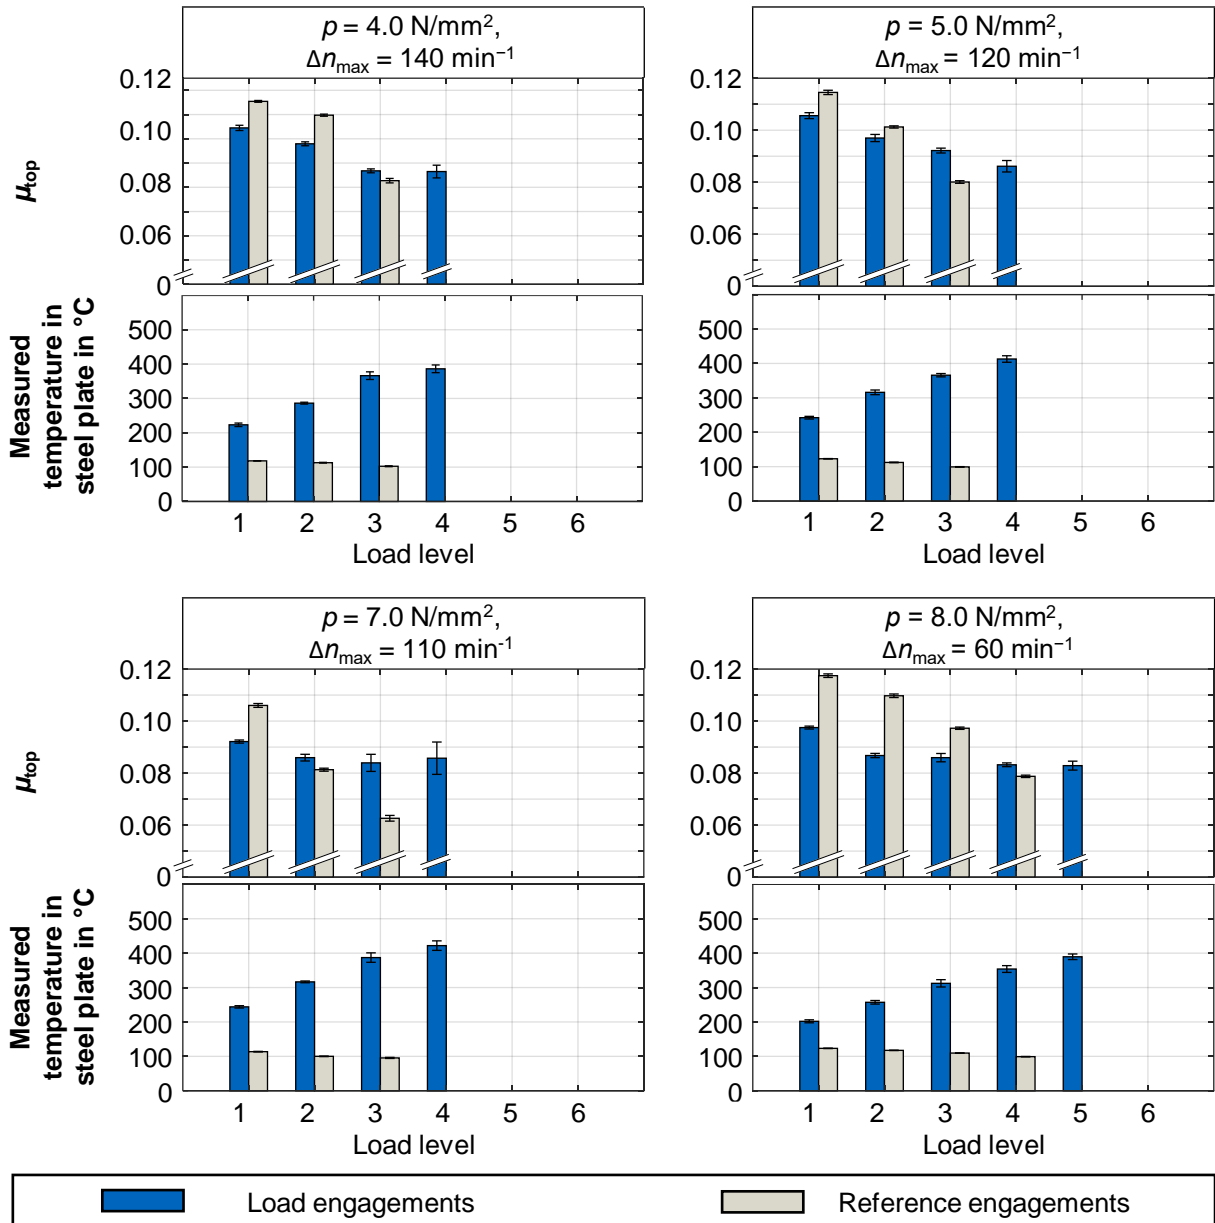 p = 4.0 N/mm²,
Δn_max = 140 min⁻¹
p = 5.0 N/mm²,
Δn_max = 120 min⁻¹
μ_top
0.12
0.10
0.08
0.06
0
0.12
0.10
0.08
0.06
0
Measured
temperature in
steel plate in °C
500
400
300
200
100
0
500
400
300
200
100
0
1 2 3 4 5 6
1 2 3 4 5 6
Load level
Load level
p = 7.0 N/mm²,
Δn_max = 110 min⁻¹
p = 8.0 N/mm²,
Δn_max = 60 min⁻¹
μ_top
0.12
0.10
0.08
0.06
0
0.12
0.10
0.08
0.06
0
Measured
temperature in
steel plate in °C
500
400
300
200
100
0
500
400
300
200
100
0
1 2 3 4 5 6
1 2 3 4 5 6
Load level
Load level
Load engagements
Reference engagements